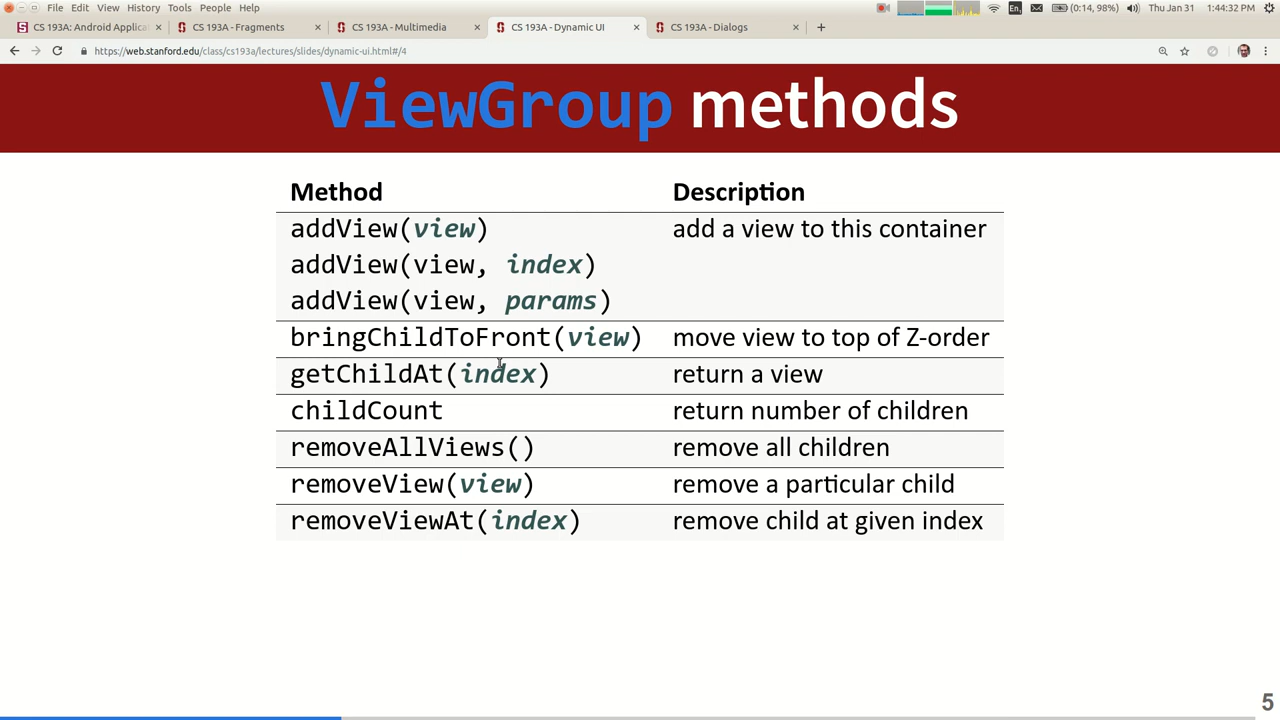 File Edit View History Tools People Help
En, (0:14, 98%) Thu Jan 31 1:44:32 PM
CS 193A: Android Applica × CS 193A - Fragments × CS 193A - Multimedia × CS 193A - Dynamic UI × CS 193A - Dialogs × +
https://web.stanford.edu/class/cs193a/lectures/slides/dynamic-ui.html#/4
ViewGroup methods
Method Description
addView(view) add a view to this container
addView(view, index)
addView(view, params)
bringChildToFront(view) move view to top of Z-order
getChildAt(index) return a view
childCount return number of children
removeAllViews() remove all children
removeView(view) remove a particular child
removeViewAt(index) remove child at given index
5